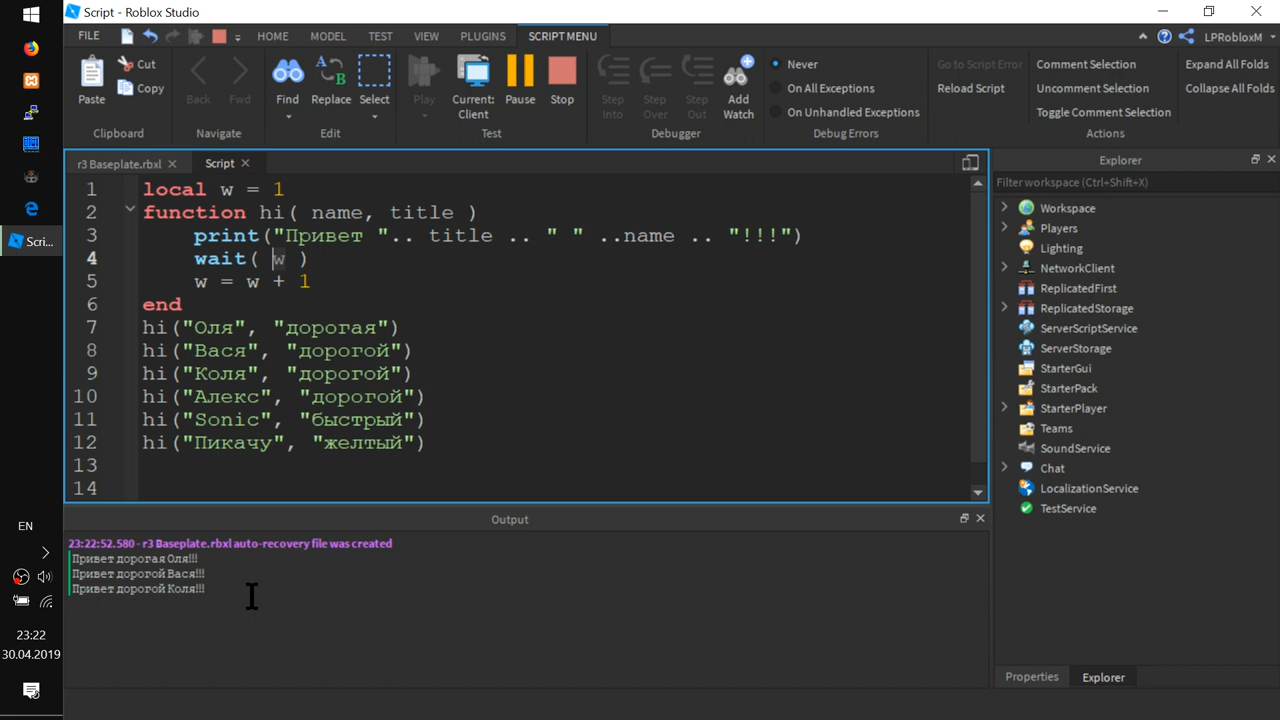 Script - Roblox Studio
FILE HOME MODEL TEST VIEW PLUGINS SCRIPT MENU LPRobloxM
Paste Cut Copy Back Fwd Find Replace Select Play Current: Client Pause Stop Step Into Step Over Step Out Add Watch Never On All Exceptions On Unhandled Exceptions Go to Script Error Reload Script Comment Selection Uncomment Selection Toggle Comment Selection Expand All Folds Collapse All Folds
Clipboard Navigate Edit Test Debugger Debug Errors Actions
r3 Baseplate.rbxl Script
1 local w = 1
2 function hi( name, title )
3 print("Привет ".. title .. " " ..name .. "!!!")
4 wait( w )
5 w = w + 1
6 end
7 hi("Оля", "дорогая")
8 hi("Вася", "дорогой")
9 hi("Коля", "дорогой")
10 hi("Алекс", "дорогой")
11 hi("Sonic", "быстрый")
12 hi("Пикачу", "желтый")
13
14
Output
23:22:52.580 - r3 Baseplate.rbxl auto-recovery file was created
Привет дорогая Оля!!!
Привет дорогой Вася!!!
Привет дорогой Коля!!!
Explorer
Filter workspace (Ctrl+Shift+X)
Workspace
Players
Lighting
NetworkClient
ReplicatedFirst
ReplicatedStorage
ServerScriptService
ServerStorage
StarterGui
StarterPack
StarterPlayer
Teams
SoundService
Chat
LocalizationService
TestService
Properties Explorer
Scri...
EN
23:22
30.04.2019